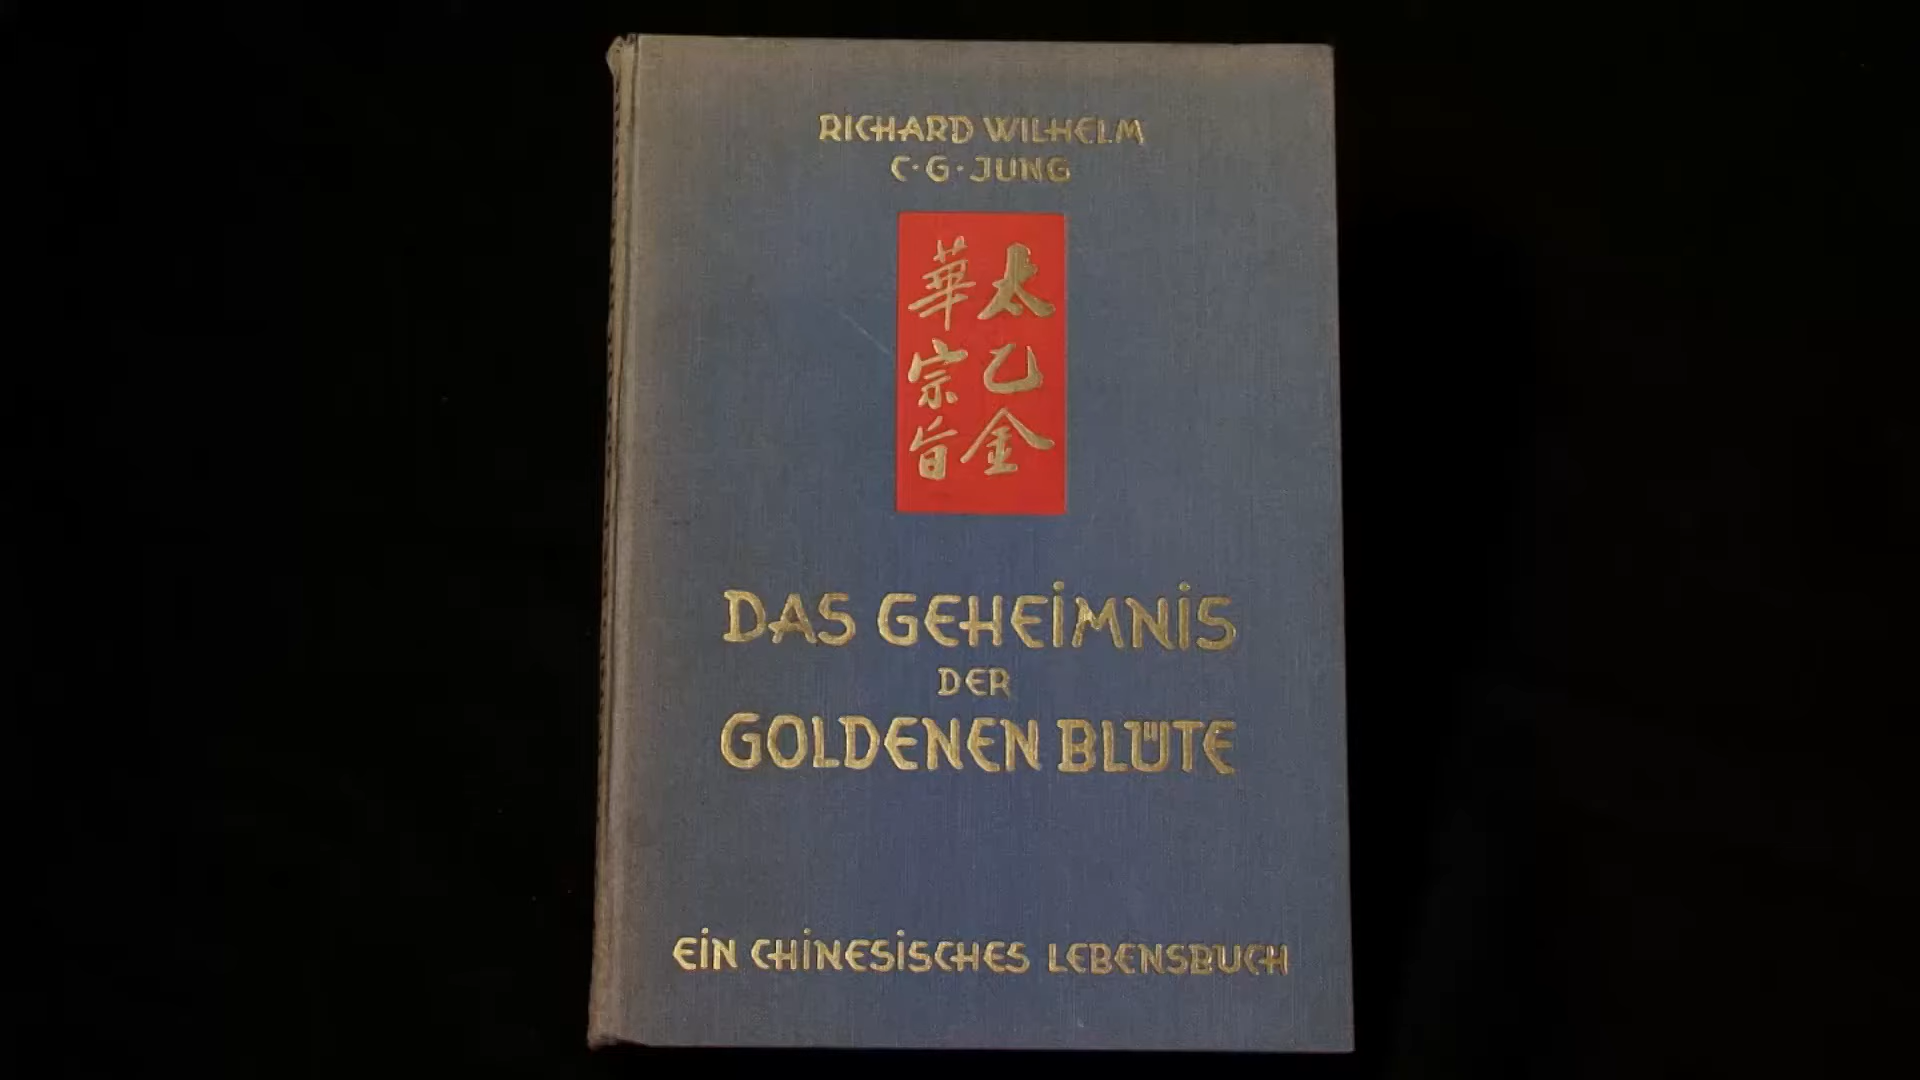 RICHARD WILHELM
C·G·JUNG
太乙金
華宗旨
DAS GEHEIMNIS
DER
GOLDENEN BLÜTE
EIN CHINESISCHES LEBENSBUCH